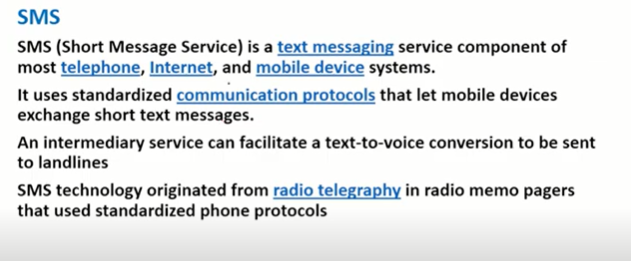 SMS
SMS (Short Message Service) is a text messaging service component of
most telephone, Internet, and mobile device systems.
It uses standardized communication protocols that let mobile devices
exchange short text messages.
An intermediary service can facilitate a text-to-voice conversion to be sent
to landlines
SMS technology originated from radio telegraphy in radio memo pagers
that used standardized phone protocols